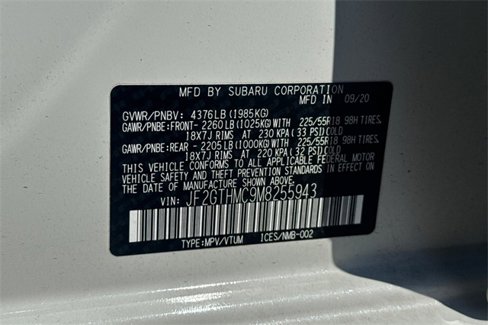 MFD BY SUBARU CORPORATION
MFD IN 09/20
GVWR/PNBV: 4376LB (1985KG)
GAWR/PNBE:FRONT- 2260LB(1025KG)WITH 225/55R18 98H TIRES.
18X7J RIMS AT 230 KPA(33 PSI)COLD
GAWR/PNBE:REAR - 2205LB(1000KG)WITH 225/55R18 98H TIRES.
18X7J RIMS AT 220 KPA(32 PSI)COLD
THIS VEHICLE CONFORMS TO ALL APPLICABLE FEDERAL MOTOR
VEHICLE SAFETY AND THEFT PREVENTION STANDARDS IN EFFECT ON
THE DATE OF MANUFACTURE SHOWN ABOVE.
VIN: JF2GTHMC9M8255943
TYPE:MPV/VTUM ICES/NMB-002